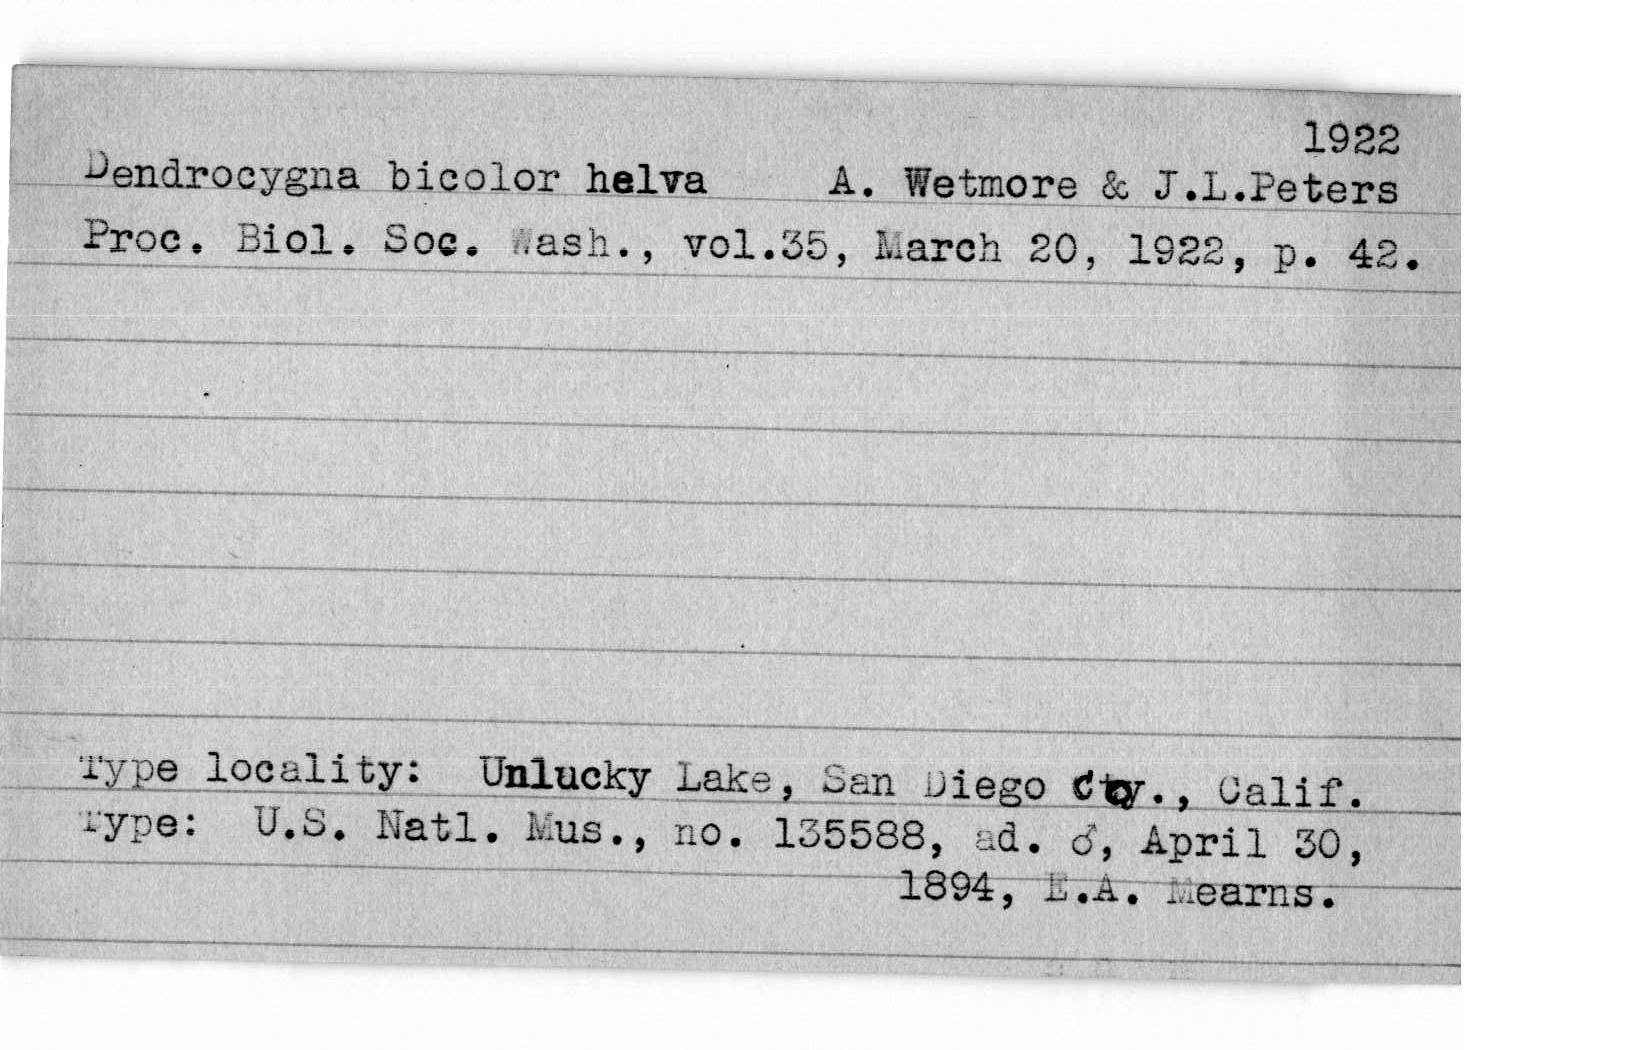 1922
Dendrocygna bicolor helva A. Wetmore & J.L.Peters
Proc. Biol. Soc. Wash., vol.35, March 20, 1922, p. 42.
Type locality: Unlucky Lake, San Diego Cty., Calif.
Type: U.S. Natl. Mus., no. 135588, ad. ♂, April 30,
1894, E.A. Mearns.